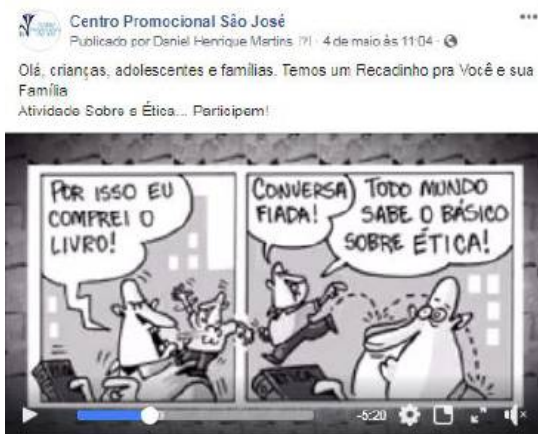 Centro Promocional São José
Publicado por Daniel Henrique Martins [?] · 4 de maio às 11:04 ·
Olá, crianças, adolescentes e famílias. Temos um Recadinho pra Você e sua
Família
Atividade Sobre a Ética... Participem!
POR ISSO EU
COMPREI O
LIVRO!
CONVERSA
FIADA!
TODO MUNDO
SABE O BÁSICO
SOBRE ÉTICA!
-5:20